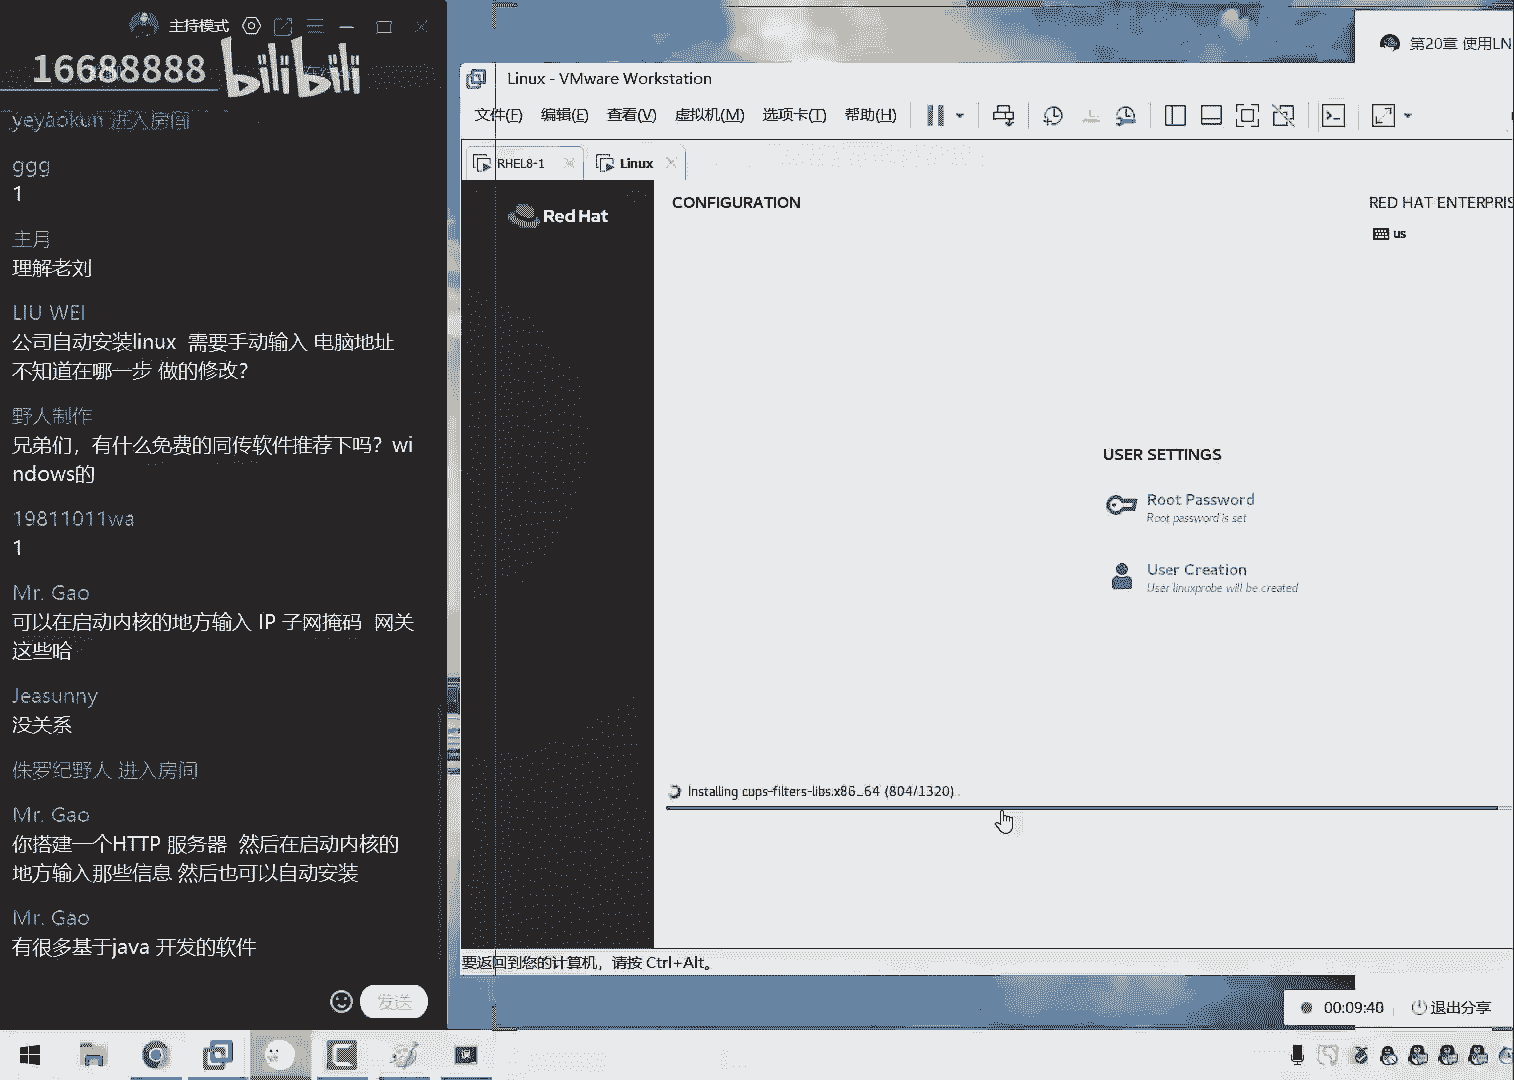 主持模式
16688888 bilibili
yeyaokun 进入房间
ggg
1
主月
理解老刘
LIU WEI
公司自动安装linux 需要手动输入 电脑地址
不知道在哪一步 做的修改?
野人制作
兄弟们，有什么免费的同传软件推荐下吗？wi
ndows的
19811011wa
1
Mr. Gao
可以在启动内核的地方输入 IP 子网掩码 网关
这些哈
Jeasunny
没关系
侏罗纪野人 进入房间
Mr. Gao
你搭建一个HTTP 服务器 然后在启动内核的
地方输入那些信息 然后也可以自动安装
Mr. Gao
有很多基于java 开发的软件
发送
第20章 使用LN
Linux - VMware Workstation
文件(F) 编辑(E) 查看(V) 虚拟机(M) 选项卡(T) 帮助(H)
RHEL8-1
Linux
Red Hat
CONFIGURATION
RED HAT ENTERPRIS
us
USER SETTINGS
Root Password
Root password is set
User Creation
User linuxprobe will be created
Installing cups-filters-libs.x86_64 (804/1320)
要返回到您的计算机，请按 Ctrl+Alt。
00:09:40
退出分享